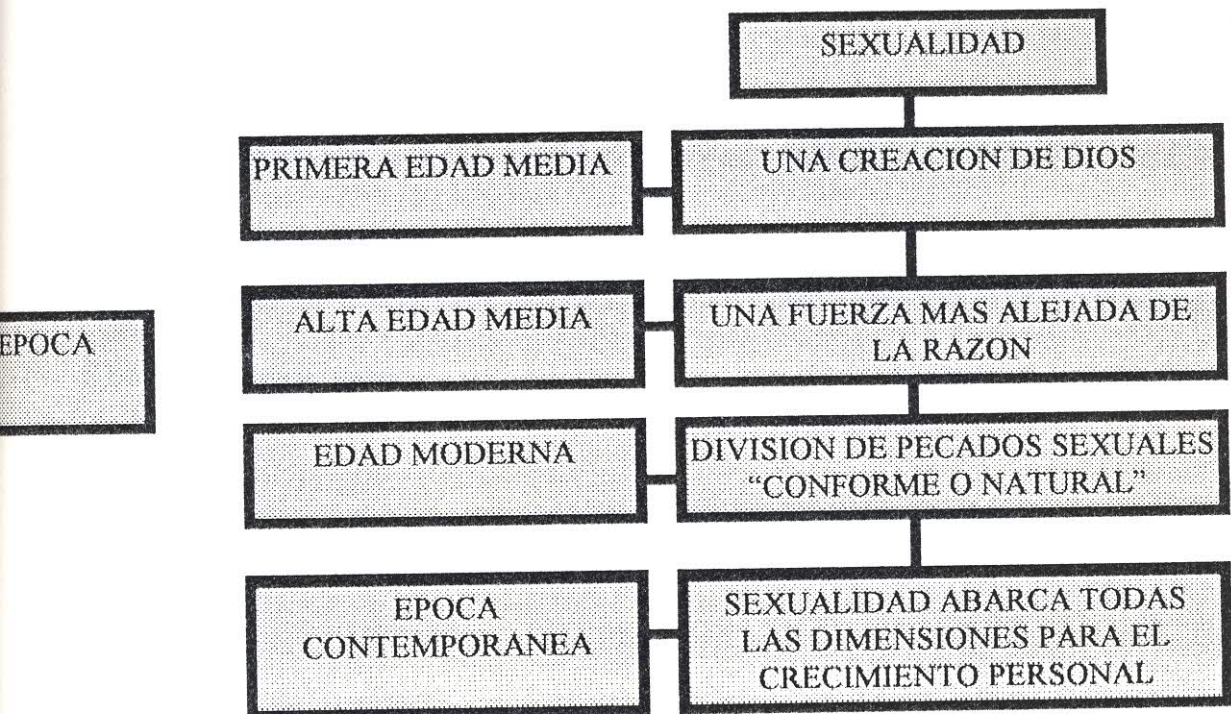 SEXUALIDAD
PRIMERA EDAD MEDIA
UNA CREACION DE DIOS
EPOCA
ALTA EDAD MEDIA
UNA FUERZA MAS ALEJADA DE
LA RAZON
EDAD MODERNA
DIVISION DE PECADOS SEXUALES
“CONFORME O NATURAL”
EPOCA
CONTEMPORANEA
SEXUALIDAD ABARCA TODAS
LAS DIMENSIONES PARA EL
CRECIMIENTO PERSONAL